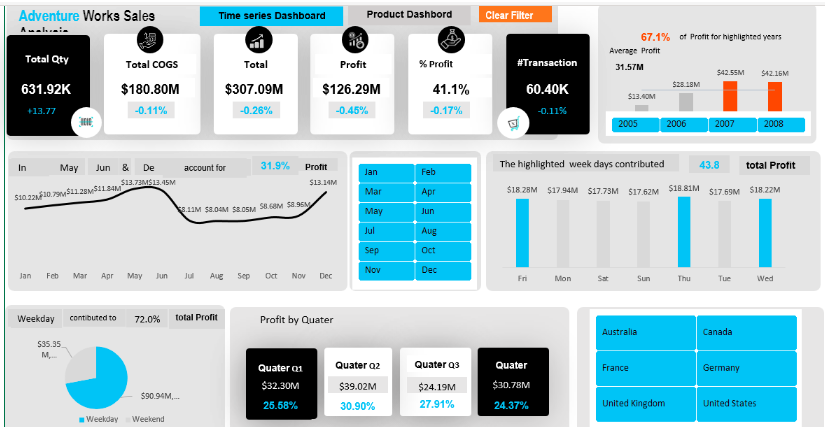 Adventure Works Sales
Analysis
Time series Dashboard
Product Dashbord
Clear Filter
Total Qty
631.92K
+13.77
Total COGS
$180.80M
-0.11%
Total
$307.09M
-0.26%
Profit
$126.29M
-0.45%
% Profit
41.1%
-0.17%
#Transaction
60.40K
-0.11%
67.1% of Profit for highlighted years
Average Profit
31.57M
$13.40M
$28.18M
$42.55M
$42.16M
2005 2006 2007 2008
In May Jun & De account for 31.9% Profit
$10.22M $10.79M $11.28M $11.84M $13.73M $13.45M $8.11M $8.04M $8.05M $8.68M $8.96M $13.14M
Jan Feb Mar Apr May Jun Jul Aug Sep Oct Nov Dec
Jan Feb
Mar Apr
May Jun
Jul Aug
Sep Oct
Nov Dec
The highlighted week days contributed 43.8 total Profit
$18.28M $17.94M $17.73M $17.62M $18.81M $17.69M $18.22M
Fri Mon Sat Sun Thu Tue Wed
Weekday contibuted to 72.0% total Profit
$35.35
M,...
$90.94M,...
Weekday Weekend
Profit by Quater
Quater Q1
$32.30M
25.58%
Quater Q2
$39.02M
30.90%
Quater Q3
$24.19M
27.91%
Quater
$30.78M
24.37%
Australia Canada
France Germany
United Kingdom United States